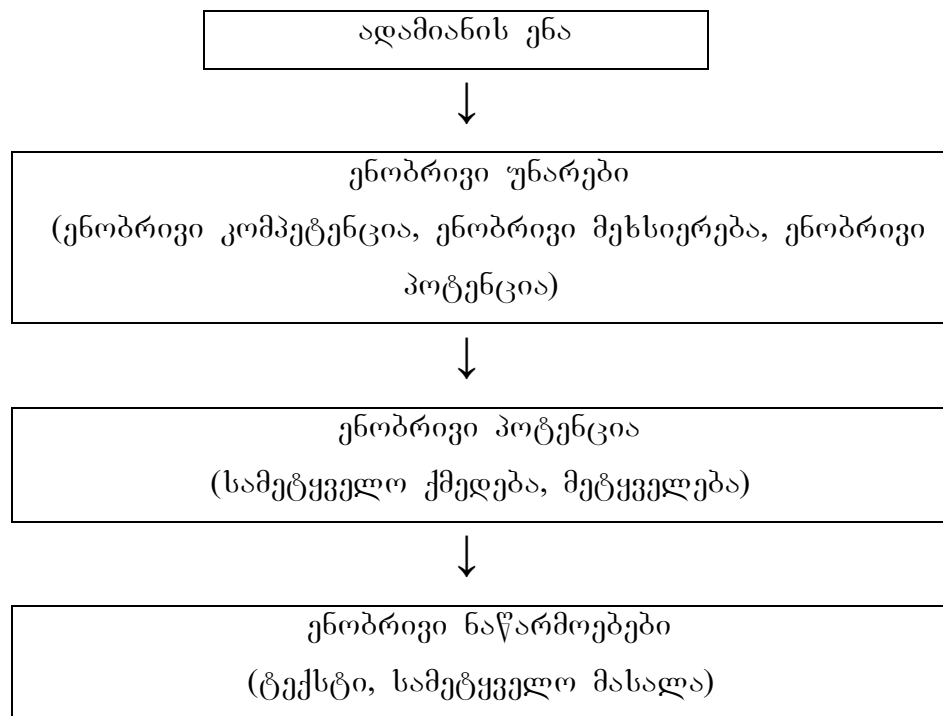 ადამიანის ენა
↓
ენობრივი უნარები
(ენობრივი კომპეტენცია, ენობრივი მეხსიერება, ენობრივი
პოტენცია)
↓
ენობრივი პოტენცია
(სამეტყველო ქმედება, მეტყველება)
↓
ენობრივი ნაწარმოებები
(ტექსტი, სამეტყველო მასალა)